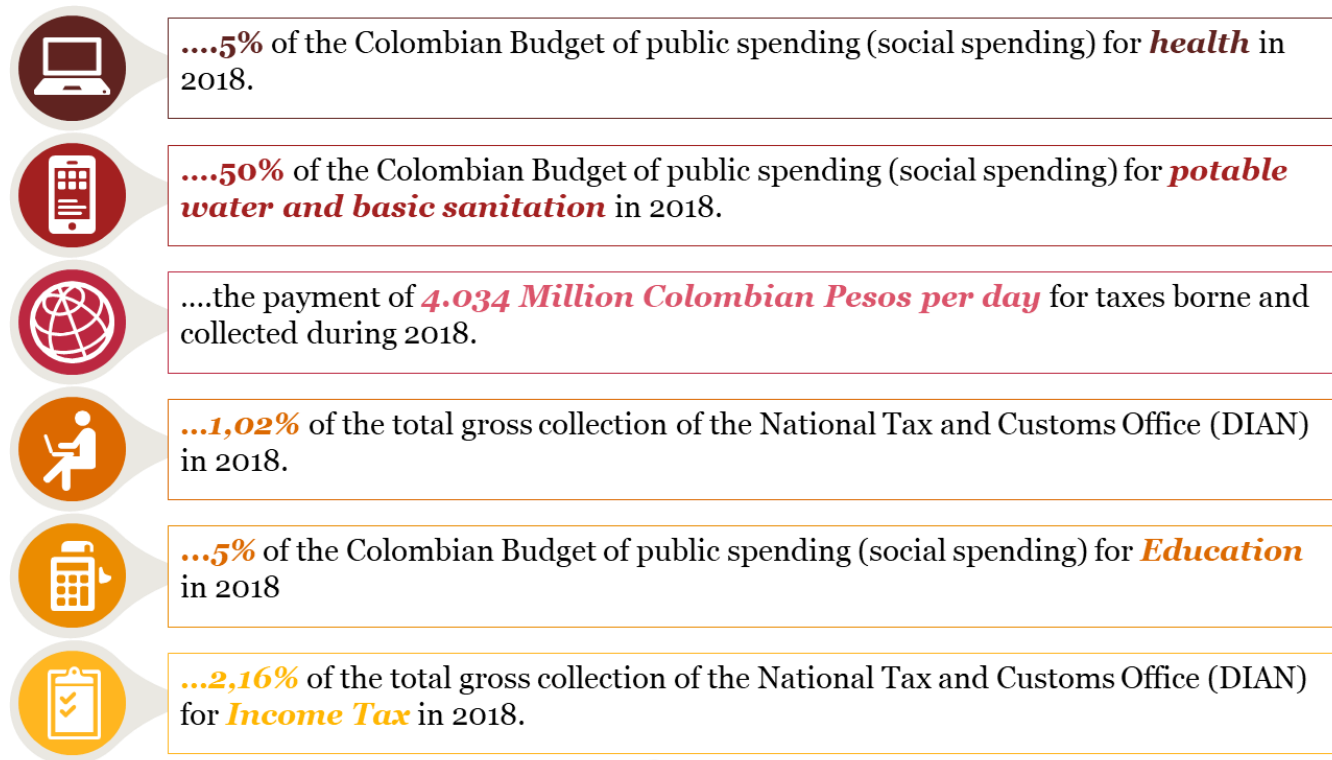 ....5% of the Colombian Budget of public spending (social spending) for health in
2018.
....50% of the Colombian Budget of public spending (social spending) for potable
water and basic sanitation in 2018.
....the payment of 4.034 Million Colombian Pesos per day for taxes borne and
collected during 2018.
...1,02% of the total gross collection of the National Tax and Customs Office (DIAN)
in 2018.
...5% of the Colombian Budget of public spending (social spending) for Education
in 2018
...2,16% of the total gross collection of the National Tax and Customs Office (DIAN)
for Income Tax in 2018.